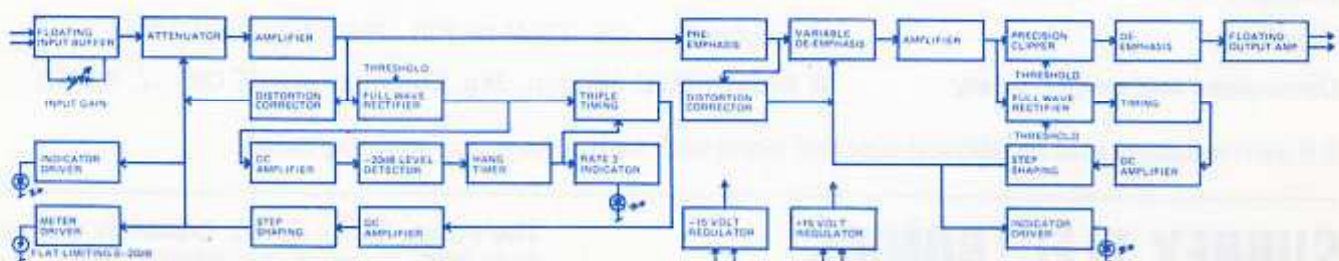 FLOATING
INPUT BUFFER
ATTENUATOR
AMPLIFIER
PRE-
EMPHASIS
VARIABLE
DE-EMPHASIS
AMPLIFIER
PRECISION
CLIPPER
DE-
EMPHASIS
FLOATING
OUTPUT AMP
INPUT GAIN
THRESHOLD
THRESHOLD
DISTORTION
CORRECTOR
FULL WAVE
RECTIFIER
TRIPLE
TIMING
DISTORTION
CORRECTOR
FULL WAVE
RECTIFIER
TIMING
THRESHOLD
INDICATOR
DRIVER
DC
AMPLIFIER
-20dB LEVEL
DETECTOR
HANG
TIMER
RATE 3
INDICATOR
STEP
SHAPING
DC
AMPLIFIER
METER
DRIVER
STEP
SHAPING
DC
AMPLIFIER
-15 VOLT
REGULATOR
+15 VOLT
REGULATOR
INDICATOR
DRIVER
FLAT LIMITING 0-20dB